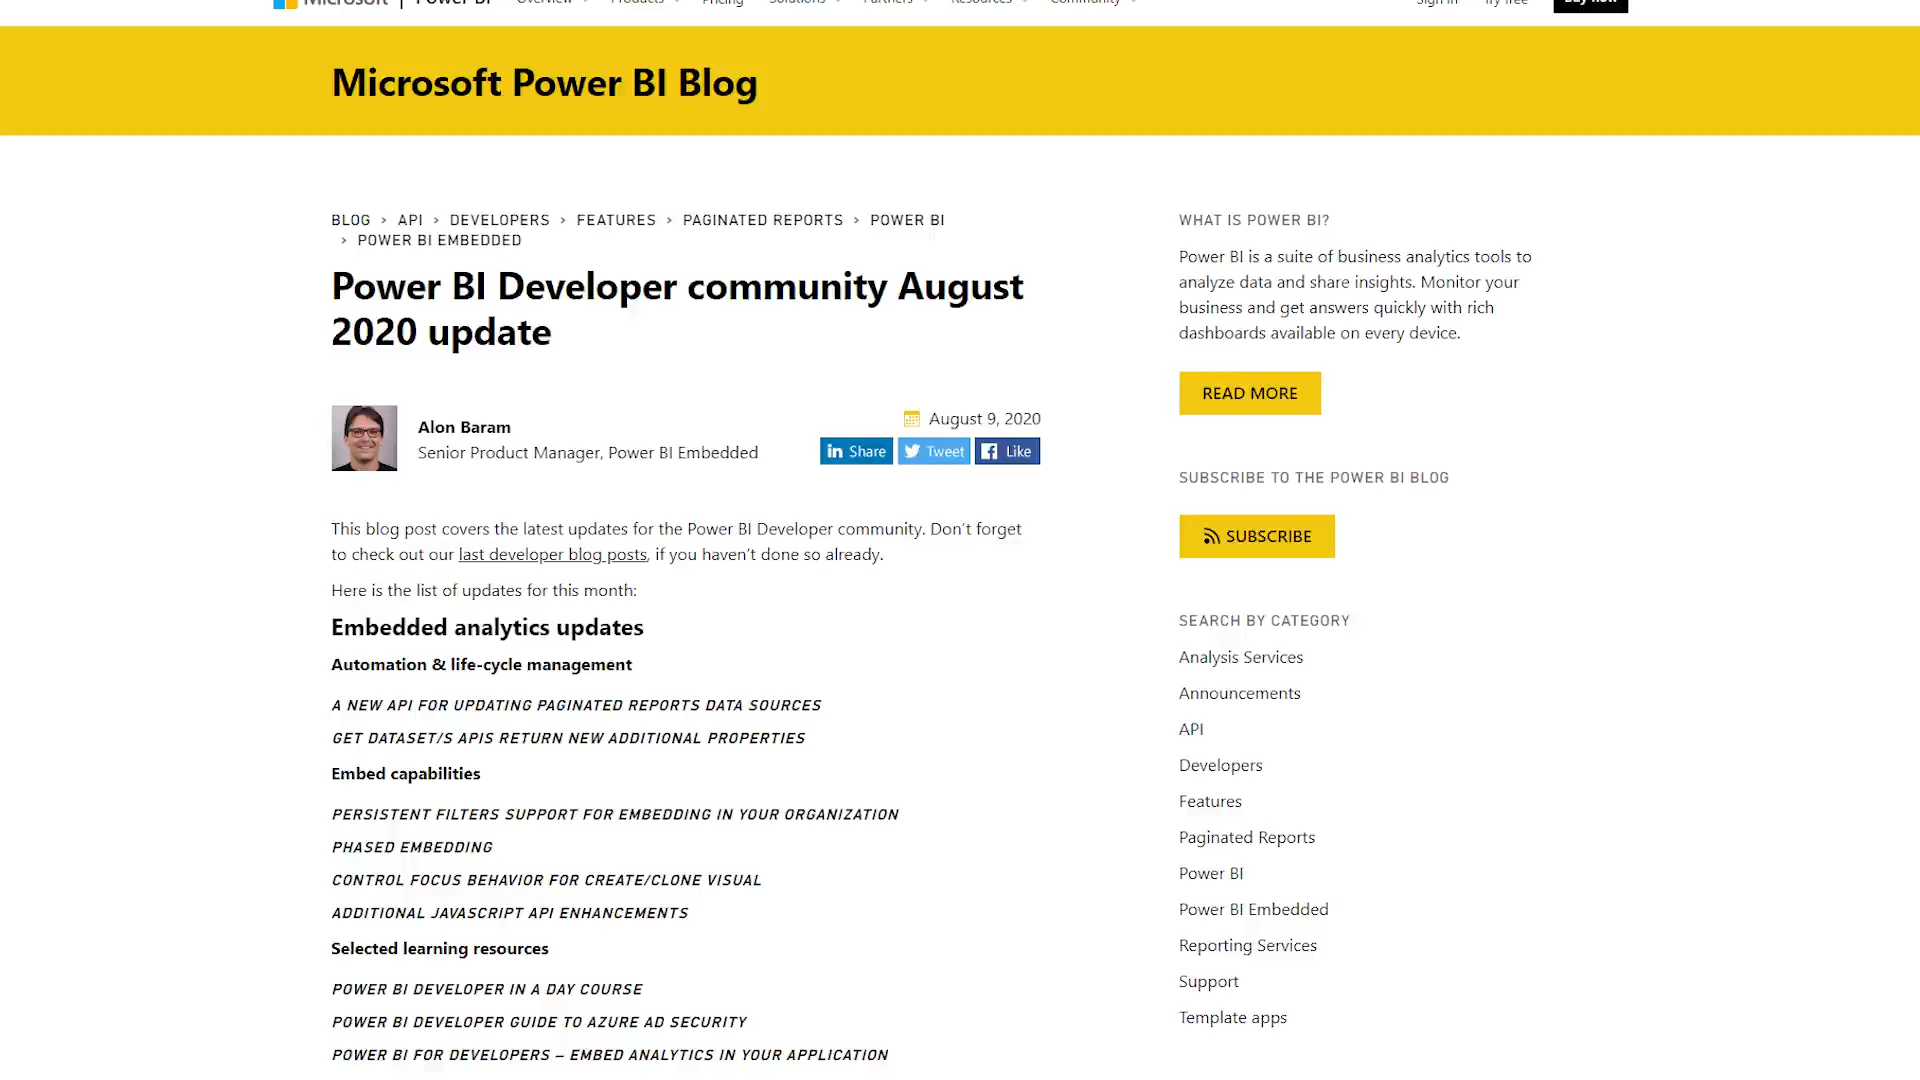 Microsoft | Power BI Overview Products Pricing Solutions Partners Resources Community Sign in Try free Buy now
Microsoft Power BI Blog
BLOG > API > DEVELOPERS > FEATURES > PAGINATED REPORTS > POWER BI
> POWER BI EMBEDDED
Power BI Developer community August
2020 update
Alon Baram
Senior Product Manager, Power BI Embedded
August 9, 2020
Share Tweet Like
This blog post covers the latest updates for the Power BI Developer community. Don’t forget
to check out our last developer blog posts, if you haven’t done so already.
Here is the list of updates for this month:
Embedded analytics updates
Automation & life-cycle management
A NEW API FOR UPDATING PAGINATED REPORTS DATA SOURCES
GET DATASET/S APIS RETURN NEW ADDITIONAL PROPERTIES
Embed capabilities
PERSISTENT FILTERS SUPPORT FOR EMBEDDING IN YOUR ORGANIZATION
PHASED EMBEDDING
CONTROL FOCUS BEHAVIOR FOR CREATE/CLONE VISUAL
ADDITIONAL JAVASCRIPT API ENHANCEMENTS
Selected learning resources
POWER BI DEVELOPER IN A DAY COURSE
POWER BI DEVELOPER GUIDE TO AZURE AD SECURITY
POWER BI FOR DEVELOPERS – EMBED ANALYTICS IN YOUR APPLICATION
WHAT IS POWER BI?
Power BI is a suite of business analytics tools to
analyze data and share insights. Monitor your
business and get answers quickly with rich
dashboards available on every device.
READ MORE
SUBSCRIBE TO THE POWER BI BLOG
SUBSCRIBE
SEARCH BY CATEGORY
Analysis Services
Announcements
API
Developers
Features
Paginated Reports
Power BI
Power BI Embedded
Reporting Services
Support
Template apps